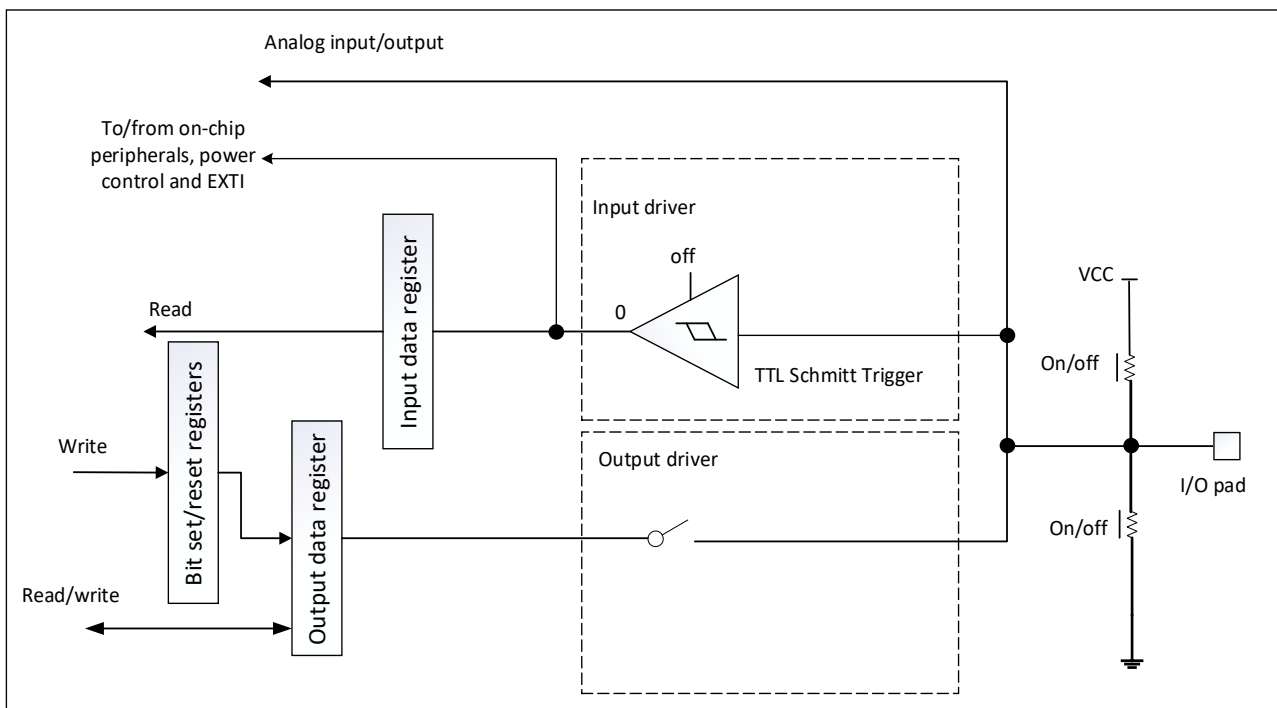 Analog input/output
To/from on-chip
peripherals, power
control and EXTI
Input driver
off
0
TTL Schmitt Trigger
Input data register
Read
Bit set/reset registers
Write
Output data register
Read/write
Output driver
VCC
On/off
On/off
I/O pad